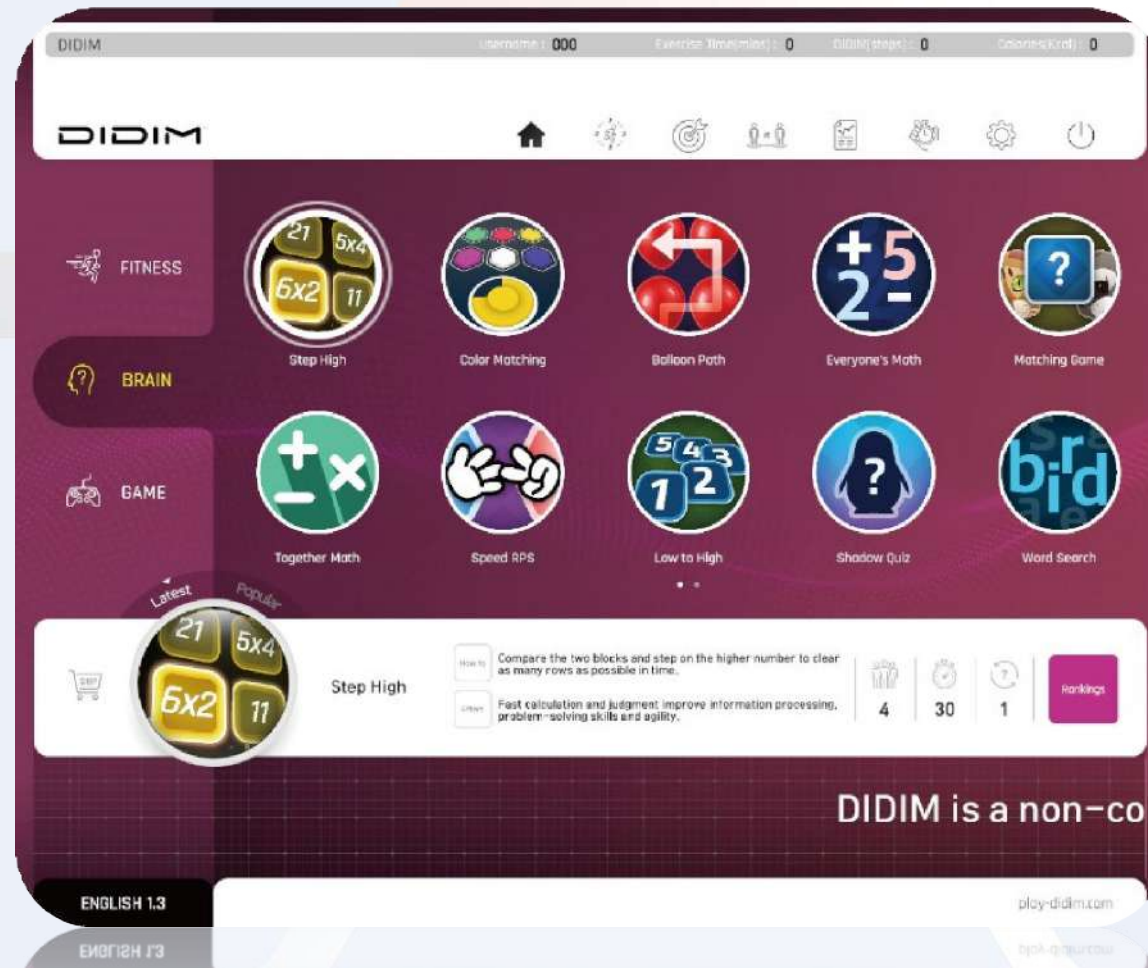 DIDIM
username : 000
Exercise Time(mins) : 0
DIDIM(steps) : 0
Calories(Kcal) : 0
DIDIM
FITNESS
BRAIN
GAME
21 5x4
6x2 11
Step High
Color Matching
Balloon Path
+5
2-
Everyone's Math
?
Matching Game
+
- x
Together Math
Speed RPS
5 4 3
1 2
Low to High
?
Shadow Quiz
bird
Word Search
Latest Popular
21 5x4
6x2 11
Step High
How to
Compare the two blocks and step on the higher number to clear
as many rows as possible in time.
Fast calculation and judgment improve information processing,
problem-solving skills and agility.
4
30
1
Rankings
DIDIM is a non-co
ENGLISH 1.3
play-didim.com